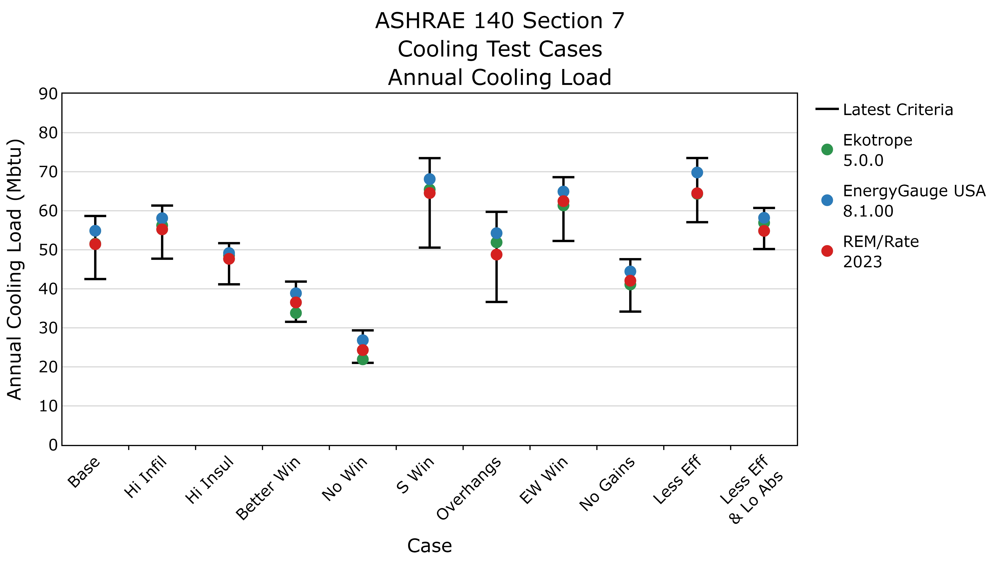 ASHRAE 140 Section 7
Cooling Test Cases
Annual Cooling Load
Annual Cooling Load (Mbtu)
90
80
70
60
50
40
30
20
10
0
Base
Hi Infil
Hi Insul
Better Win
No Win
S Win
Overhangs
EW Win
No Gains
Less Eff
Less Eff
& Lo Abs
Case
Latest Criteria
Ekotrope
5.0.0
EnergyGauge USA
8.1.00
REM/Rate
2023